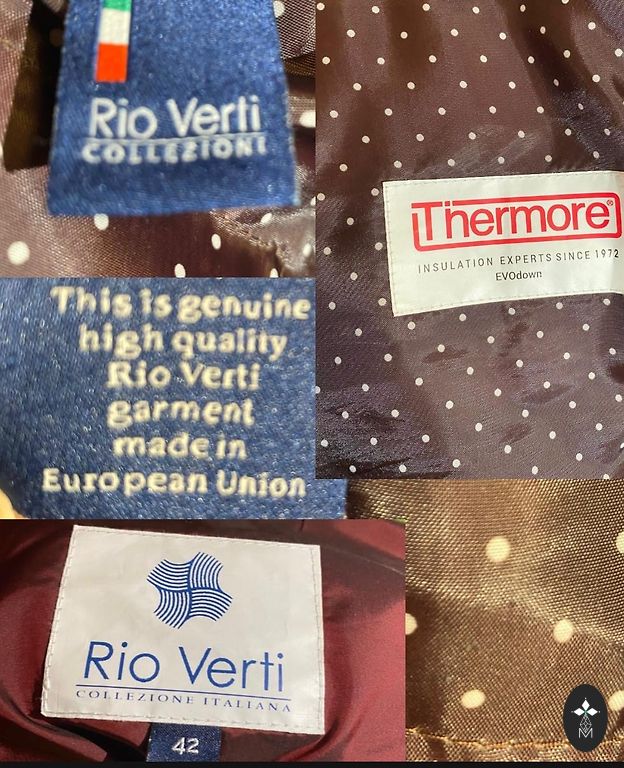 Rio Verti
COLLEZIONI
Thermore®
INSULATION EXPERTS SINCE 1972
EVOdown
This is genuine
high quality
Rio Verti
garment
made in
European Union
Rio Verti
COLLEZIONE ITALIANA
42
M